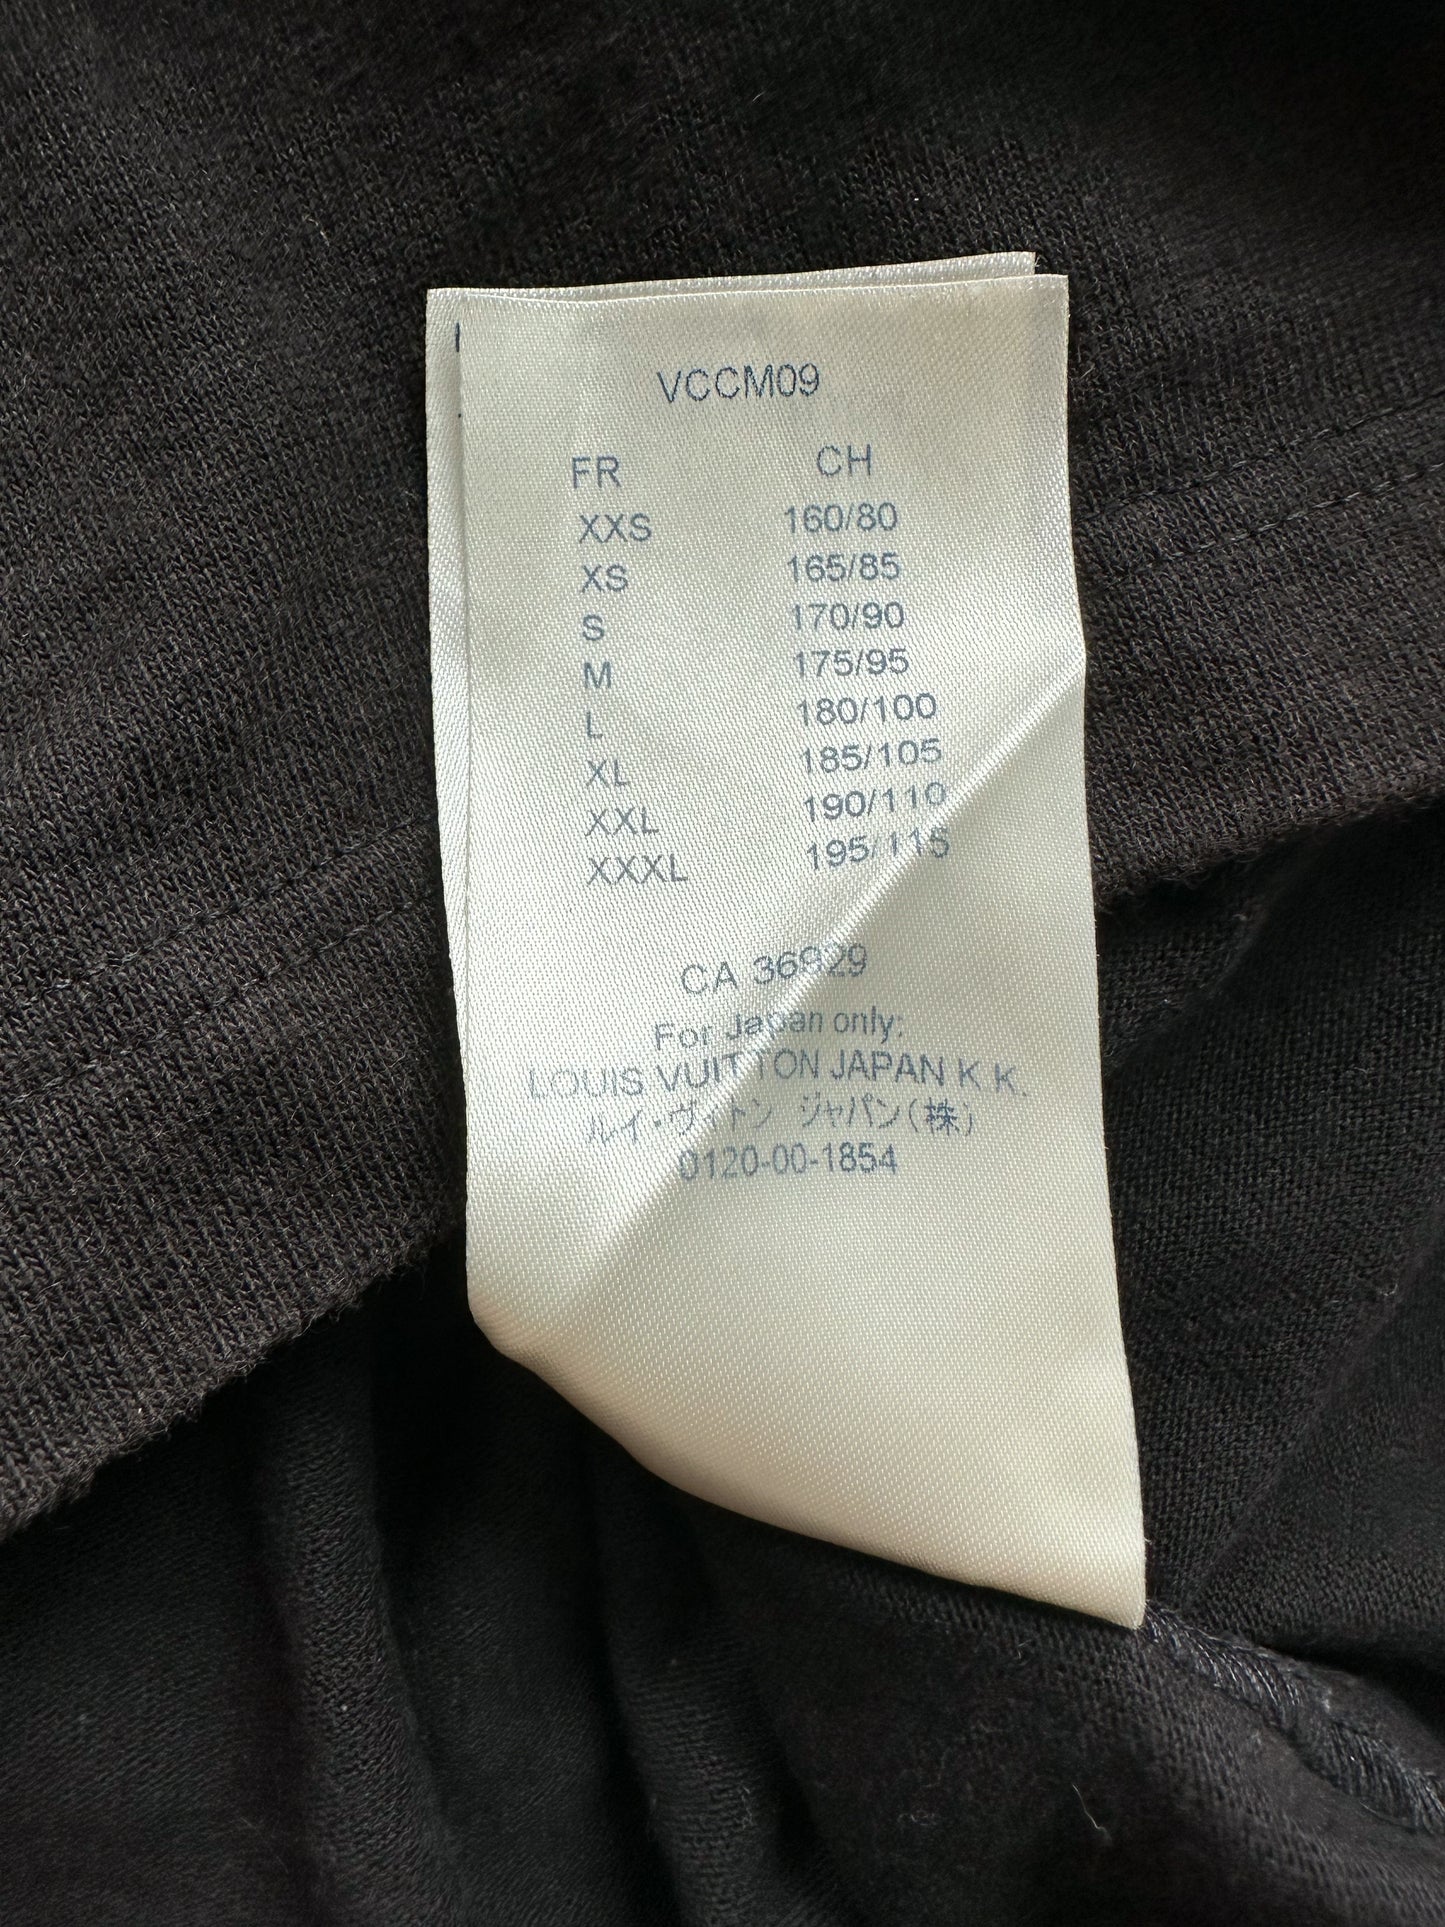 VCCM09
FR CH
XXS 160/80
XS 165/85
S 170/90
M 175/95
L 180/100
XL 185/105
XXL 190/110
XXXL 195/115
CA 36929
For Japan only:
LOUIS VUITTON JAPAN K.K.
ルイ・ヴィトン ジャパン(株)
0120-00-1854